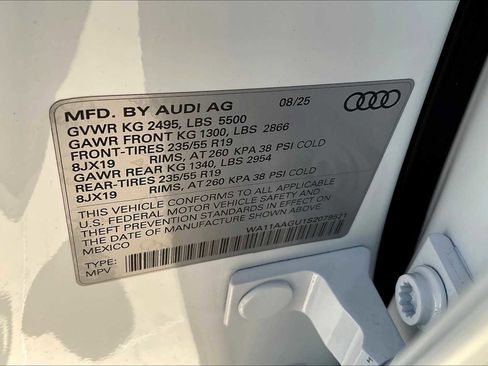 MFD. BY AUDI AG 08/25
GVWR KG 2495, LBS 5500
GAWR FRONT KG 1300, LBS 2866
FRONT-TIRES 235/55 R19
8JX19 RIMS, AT 260 KPA 38 PSI COLD
GAWR REAR KG 1340, LBS 2954
REAR-TIRES 235/55 R19
8JX19 RIMS, AT 260 KPA 38 PSI COLD
THIS VEHICLE CONFORMS TO ALL APPLICABLE
U.S. FEDERAL MOTOR VEHICLE SAFETY AND
THEFT PREVENTION STANDARDS IN EFFECT ON
THE DATE OF MANUFACTURE SHOWN ABOVE.
MEXICO WA11AAGU1S2079521
TYPE:
MPV